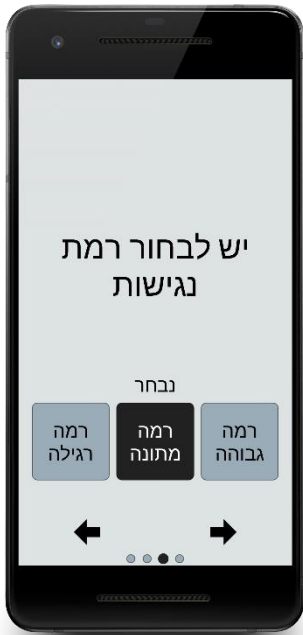 יש לבחור רמת
נגישות
נבחר
רמה
גבוהה
רמה
מתונה
רמה
רגילה